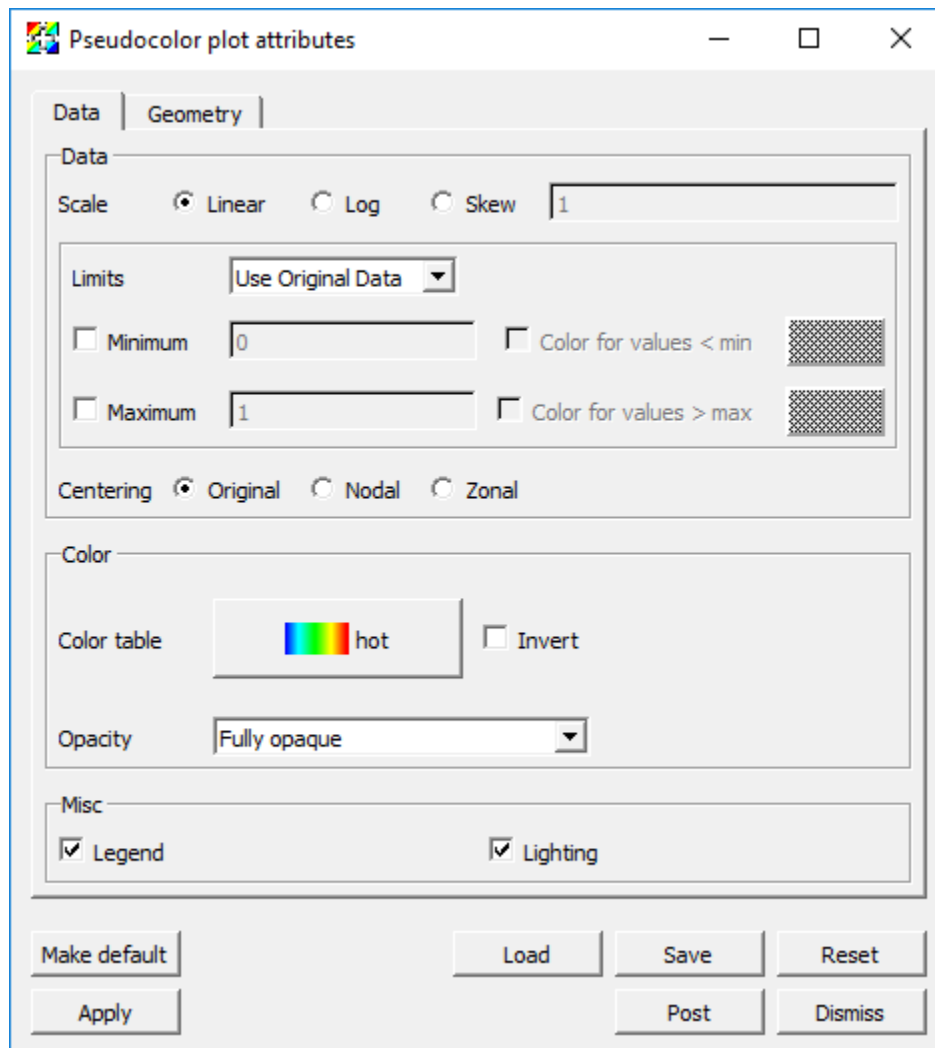 Pseudocolor plot attributes
Data Geometry
Data
Scale Linear Log Skew 1
Limits Use Original Data
Minimum 0 Color for values < min
Maximum 1 Color for values > max
Centering Original Nodal Zonal
Color
Color table hot Invert
Opacity Fully opaque
Misc
Legend Lighting
Make default Load Save Reset
Apply Post Dismiss